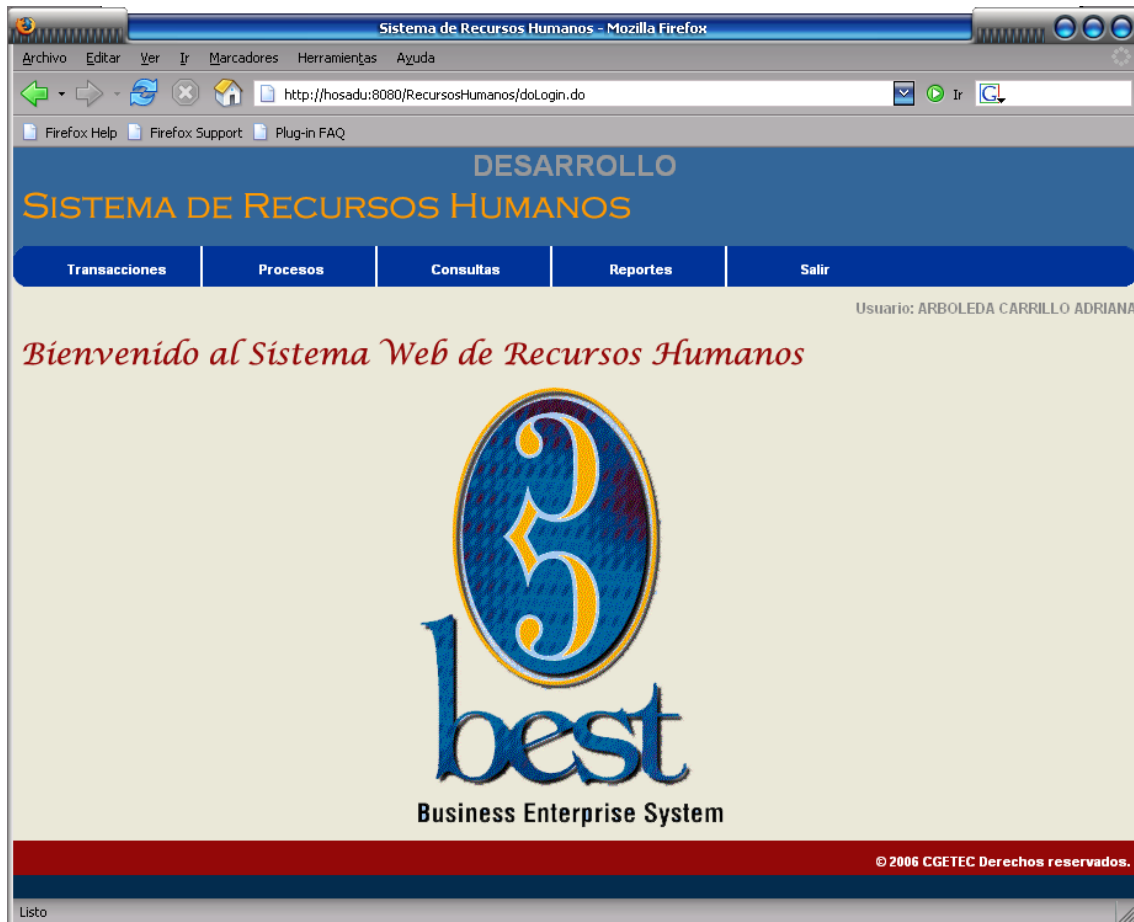 Sistema de Recursos Humanos - Mozilla Firefox
Archivo Editar Ver Ir Marcadores Herramientas Ayuda
http://hosadu:8080/RecursosHumanos/doLogin.do Ir G
Firefox Help Firefox Support Plug-in FAQ
DESARROLLO
SISTEMA DE RECURSOS HUMANOS
Transacciones Procesos Consultas Reportes Salir
Usuario: ARBOLEDA CARRILLO ADRIANA
Bienvenido al Sistema Web de Recursos Humanos
3
best
Business Enterprise System
© 2006 CGETEC Derechos reservados.
Listo